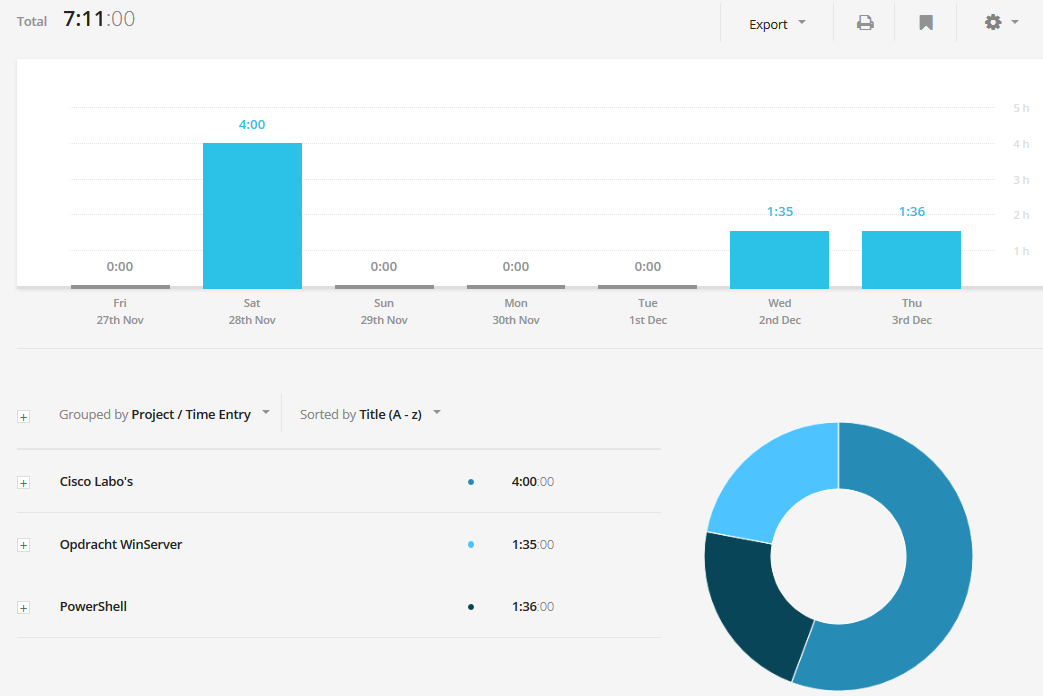 Total 7:11:00 Export
5 h
4:00
4 h
3 h
1:35 1:36 2 h
1 h
0:00 0:00 0:00 0:00
Fri Sat Sun Mon Tue Wed Thu
27th Nov 28th Nov 29th Nov 30th Nov 1st Dec 2nd Dec 3rd Dec
Grouped by Project / Time Entry Sorted by Title (A - z)
Cisco Labo's 4:00:00
Opdracht WinServer 1:35:00
PowerShell 1:36:00